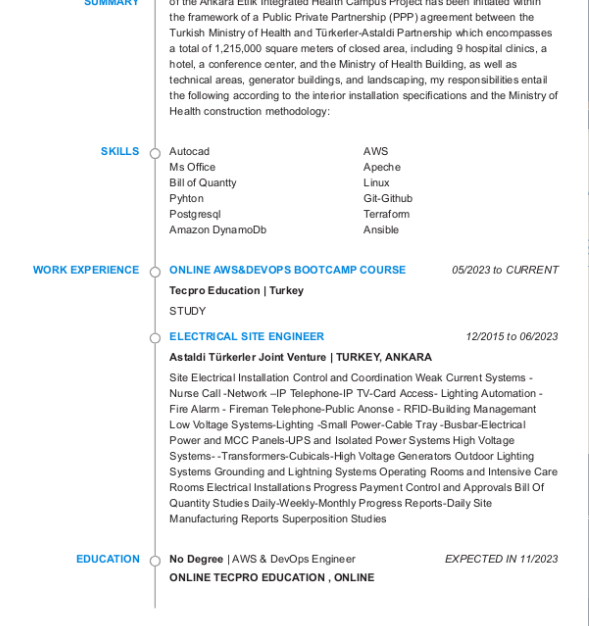 SUMMARY
of the Ankara Etlik Integrated Health Campus Project has been initiated within
the framework of a Public Private Partnership (PPP) agreement between the
Turkish Ministry of Health and Türkerler-Astaldi Partnership which encompasses
a total of 1,215,000 square meters of closed area, including 9 hospital clinics, a
hotel, a conference center, and the Ministry of Health Building, as well as
technical areas, generator buildings, and landscaping, my responsibilities entail
the following according to the interior installation specifications and the Ministry of
Health construction methodology:
SKILLS
Autocad
Ms Office
Bill of Quantty
Pyhton
Postgresql
Amazon DynamoDb
AWS
Apeche
Linux
Git-Github
Terraform
Ansible
WORK EXPERIENCE
ONLINE AWS&DEVOPS BOOTCAMP COURSE 05/2023 to CURRENT
Tecpro Education | Turkey
STUDY
ELECTRICAL SITE ENGINEER 12/2015 to 06/2023
Astaldi Türkerler Joint Venture | TURKEY, ANKARA
Site Electrical Installation Control and Coordination Weak Current Systems -
Nurse Call -Network –IP Telephone-IP TV-Card Access- Lighting Automation -
Fire Alarm - Fireman Telephone-Public Anonse - RFID-Building Managemant
Low Voltage Systems-Lighting -Small Power-Cable Tray -Busbar-Electrical
Power and MCC Panels-UPS and Isolated Power Systems High Voltage
Systems- -Transformers-Cubicals-High Voltage Generators Outdoor Lighting
Systems Grounding and Lightning Systems Operating Rooms and Intensive Care
Rooms Electrical Installations Progress Payment Control and Approvals Bill Of
Quantity Studies Daily-Weekly-Monthly Progress Reports-Daily Site
Manufacturing Reports Superposition Studies
EDUCATION
No Degree | AWS & DevOps Engineer EXPECTED IN 11/2023
ONLINE TECPRO EDUCATION , ONLINE